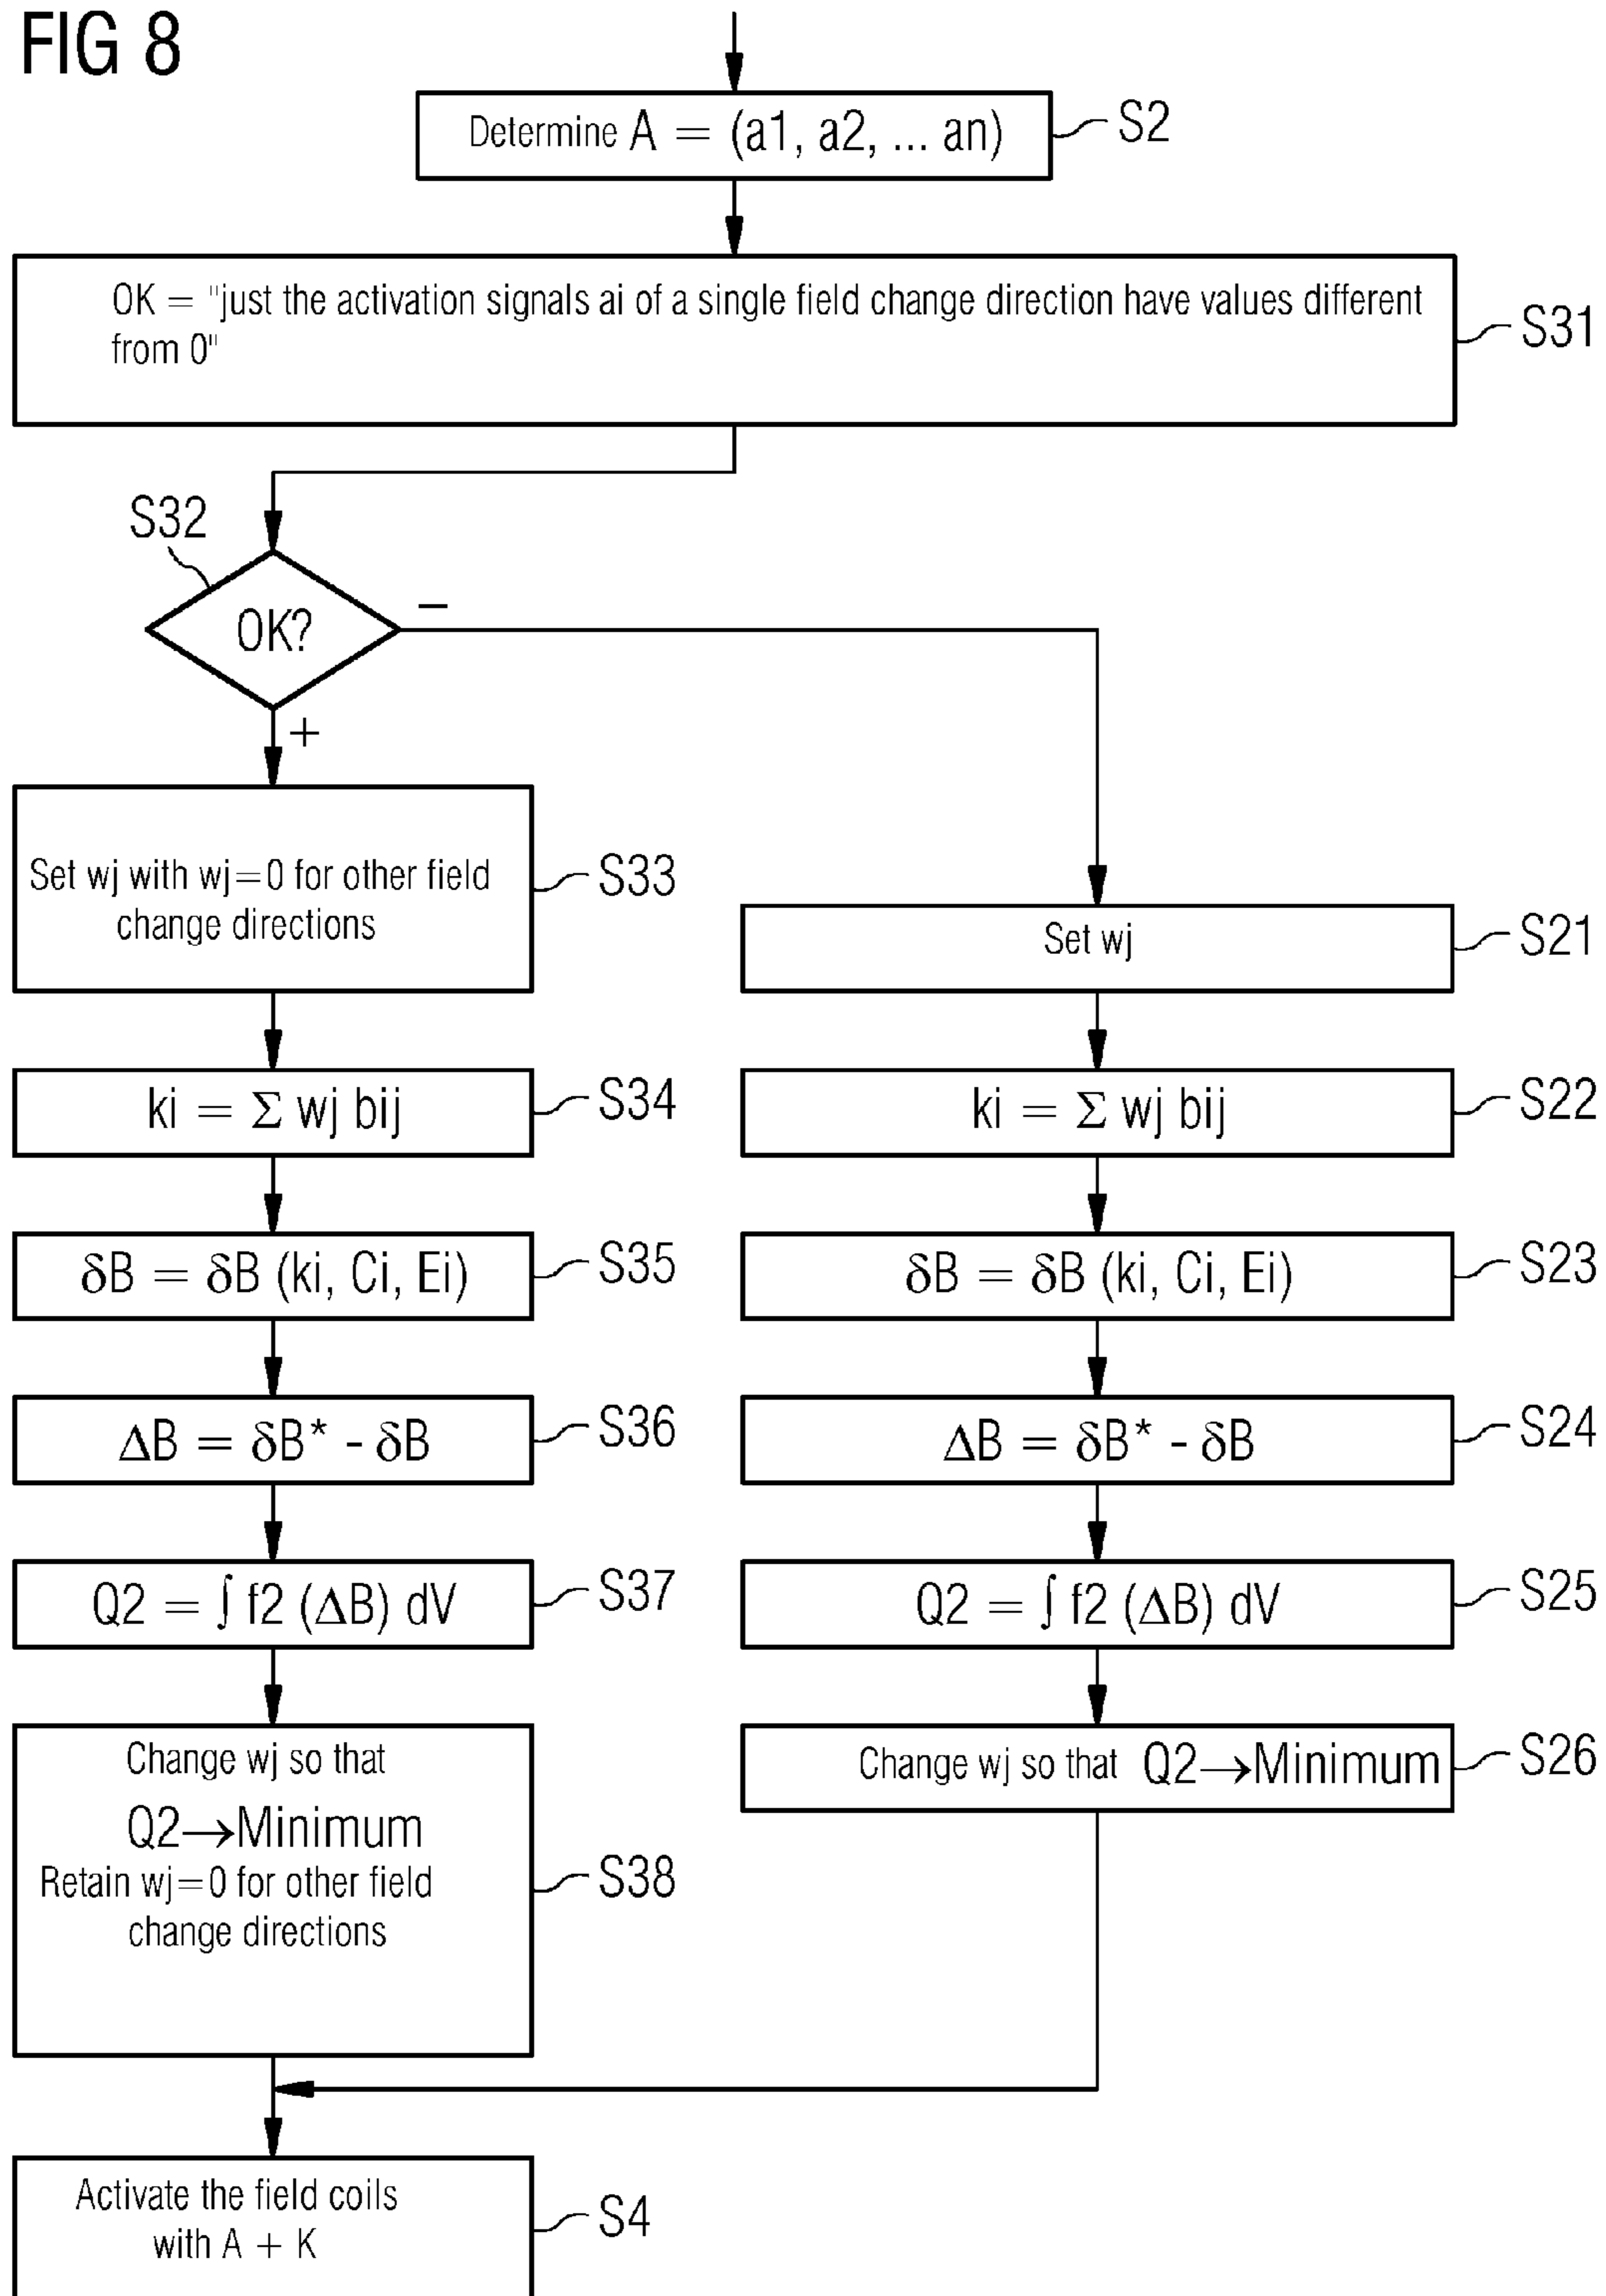 FIG 8
Determine A = (a1, a2, ... an)
S2
OK = "just the activation signals ai of a single field change direction have values different
from 0"
S31
S32
OK?
−
+
Set wj with wj=0 for other field
change directions
S33
Set wj
S21
ki = Σ wj bij
S34
ki = Σ wj bij
S22
δB = δB (ki, Ci, Ei)
S35
δB = δB (ki, Ci, Ei)
S23
ΔB = δB* - δB
S36
ΔB = δB* - δB
S24
Q2 = ∫ f2 (ΔB) dV
S37
Q2 = ∫ f2 (ΔB) dV
S25
Change wj so that
Q2→Minimum
Retain wj=0 for other field
change directions
S38
Change wj so that Q2→Minimum
S26
Activate the field coils
with A + K
S4